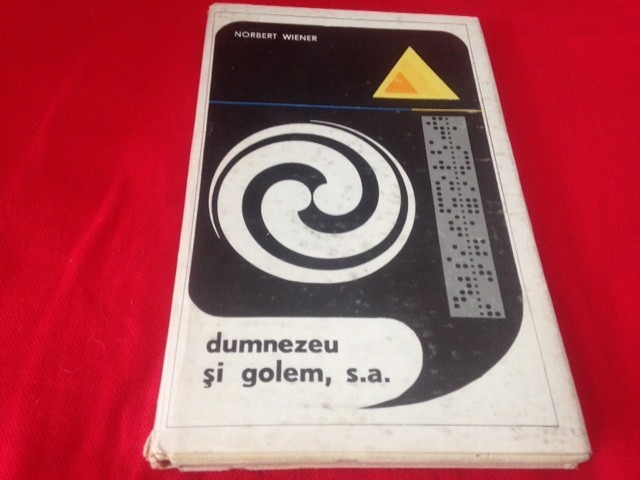 NORBERT WIENER
dumnezeu
şi golem, s.a.